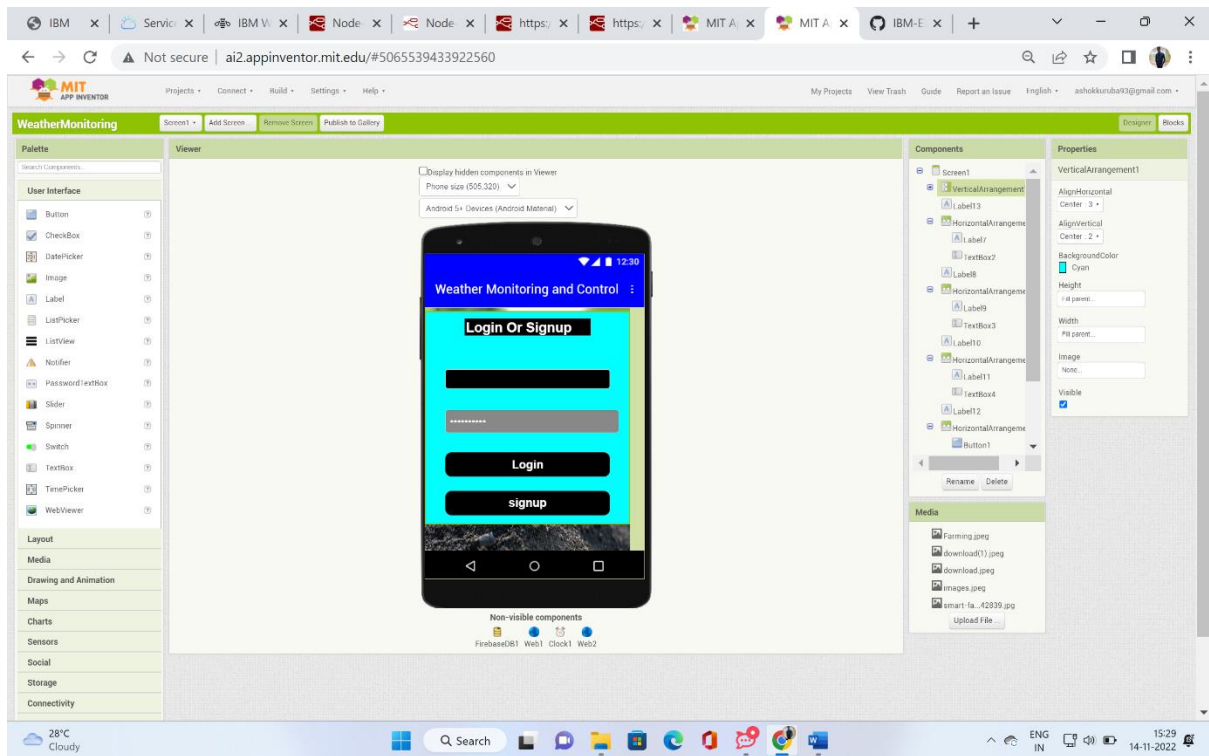 IBM
Servic
IBM W
Node-
Node-
https:/
https:/
MIT A
MIT A
IBM-E
Not secure
ai2.appinventor.mit.edu/#5065539433922560
MIT
APP INVENTOR
Projects
Connect
Build
Settings
Help
My Projects
View Trash
Guide
Report an Issue
English
ashokkuruba93@gmail.com
WeatherMonitoring
Screen1
Add Screen ...
Remove Screen
Publish to Gallery
Designer
Blocks
Palette
Search Components...
User Interface
Button
CheckBox
DatePicker
Image
Label
ListPicker
ListView
Notifier
PasswordTextBox
Slider
Spinner
Switch
TextBox
TimePicker
WebViewer
Layout
Media
Drawing and Animation
Maps
Charts
Sensors
Social
Storage
Connectivity
Viewer
Display hidden components in Viewer
Phone size (505,320)
Android 5+ Devices (Android Material)
12:30
Weather Monitoring and Control
Login Or Signup
Login
signup
Non-visible components
FirebaseDB1 Web1 Clock1 Web2
Components
Screen1
VerticalArrangement
Label13
HorizontalArrangeme
Label7
TextBox2
Label8
HorizontalArrangeme
Label9
TextBox3
Label10
HorizontalArrangeme
Label11
TextBox4
Label12
HorizontalArrangeme
Button1
Rename
Delete
Media
Farming.jpeg
download(1).jpeg
download.jpeg
images.jpeg
smart-fa...42839.jpg
Upload File ...
Properties
VerticalArrangement1
AlignHorizontal
Center : 3
AlignVertical
Center : 2
BackgroundColor
Cyan
Height
Fill parent...
Width
Fill parent...
Image
None...
Visible
28°C
Cloudy
Search
ENG
IN
15:29
14-11-2022